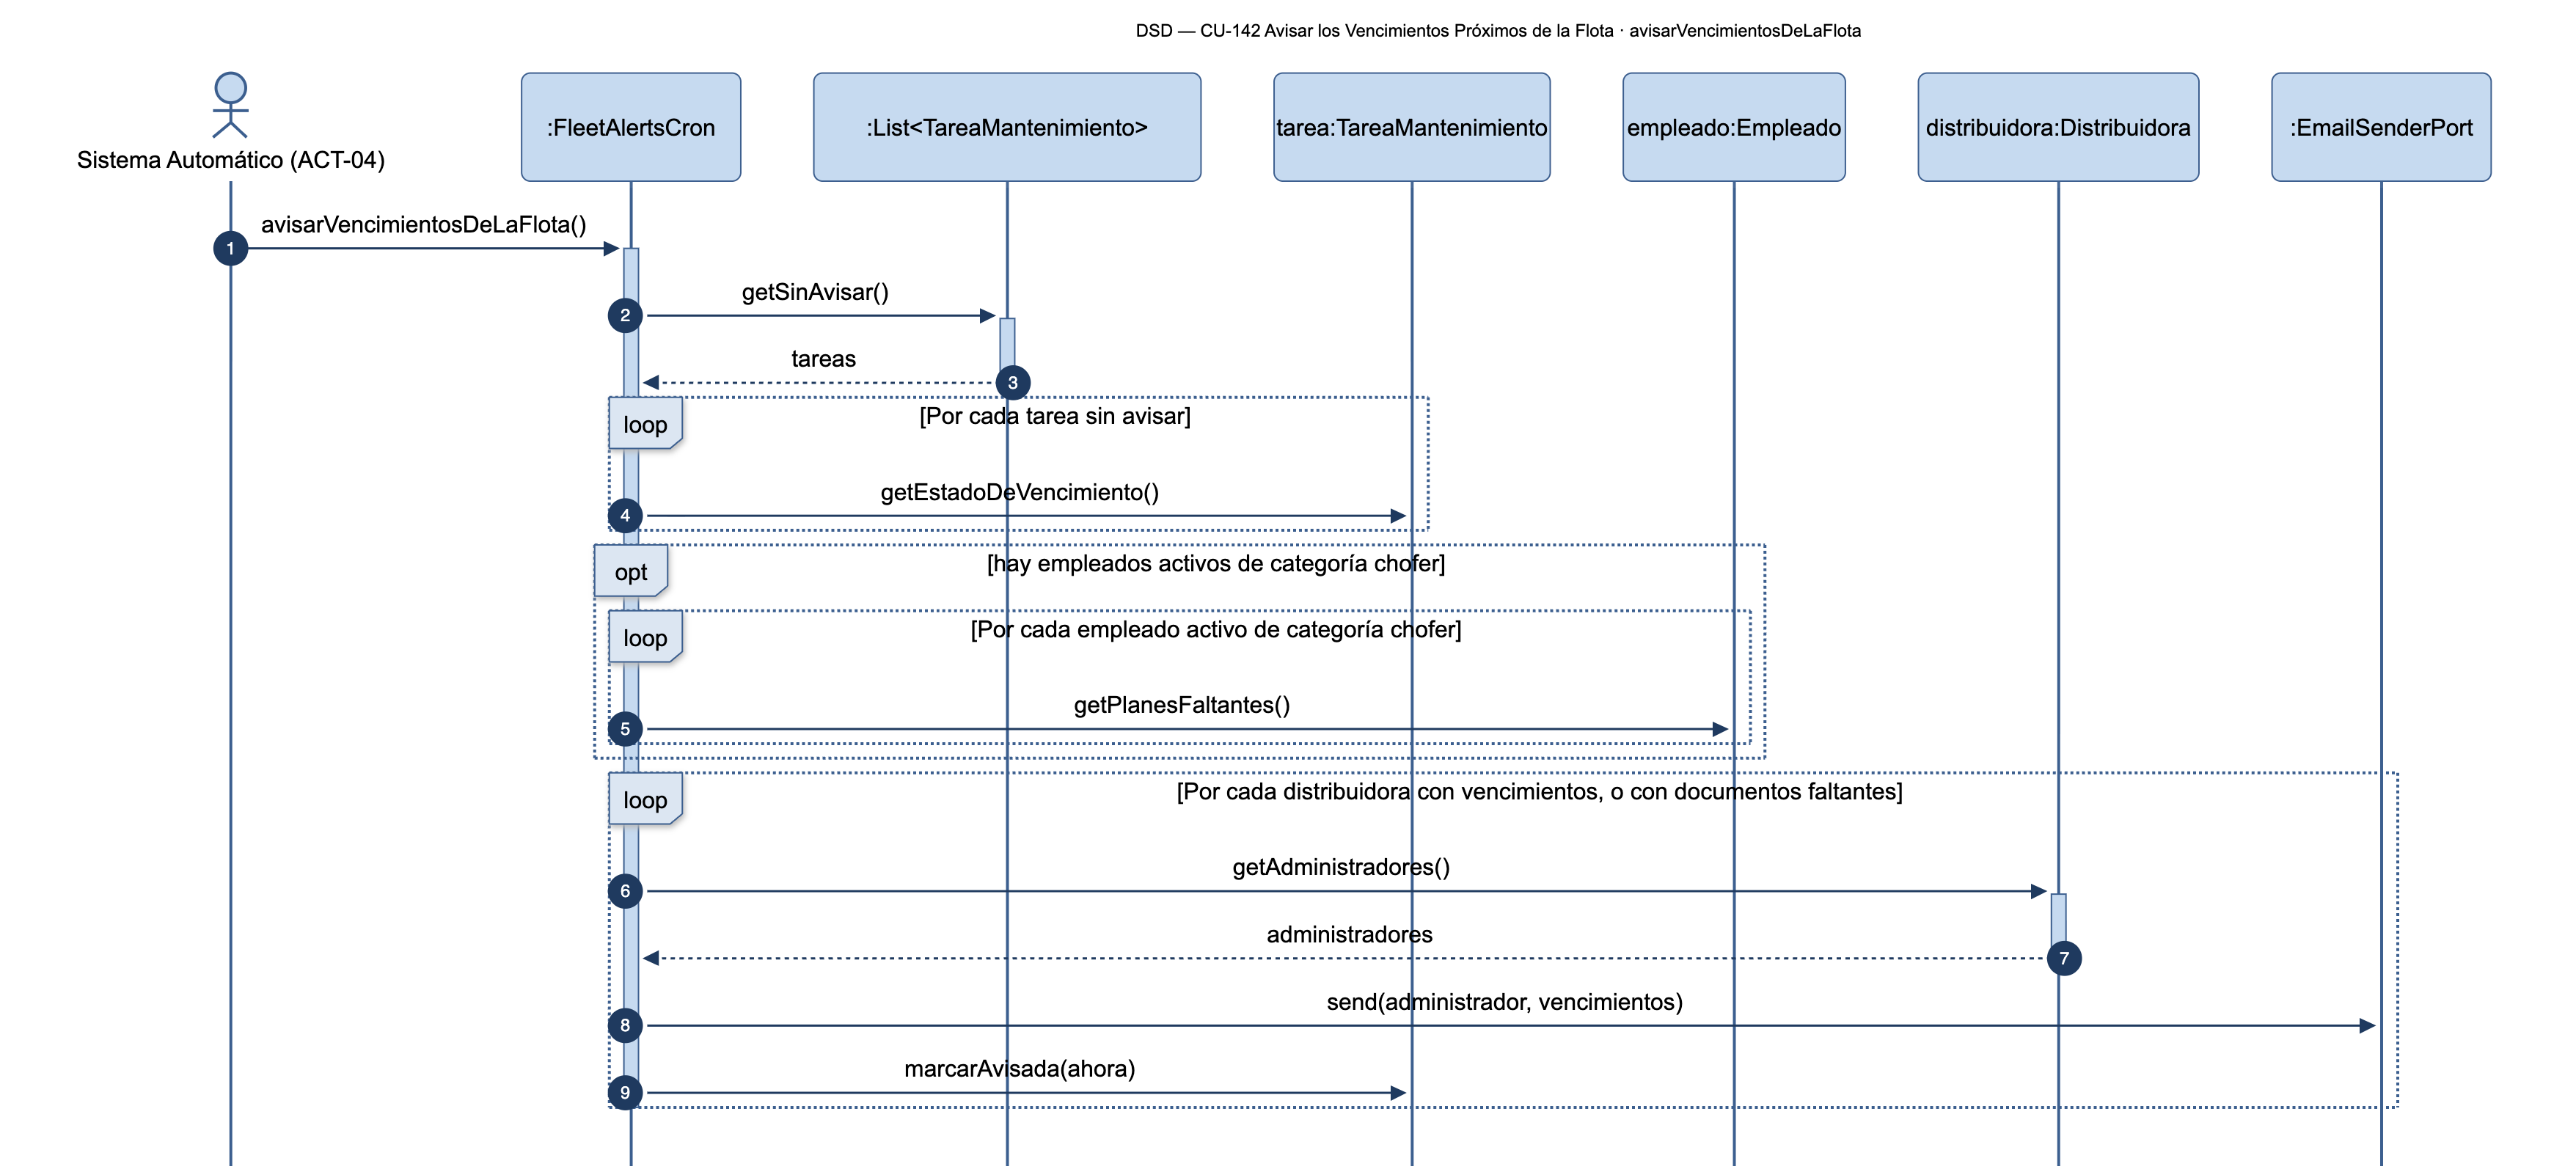 DSD — CU-142 Avisar los Vencimientos Próximos de la Flota · avisarVencimientosDeLaFlota
Sistema Automático (ACT-04)
:FleetAlertsCron
:List<TareaMantenimiento>
tarea:TareaMantenimiento
empleado:Empleado
distribuidora:Distribuidora
:EmailSenderPort
avisarVencimientosDeLaFlota()
1
getSinAvisar()
2
tareas
3
loop
[Por cada tarea sin avisar]
getEstadoDeVencimiento()
4
opt
[hay empleados activos de categoría chofer]
loop
[Por cada empleado activo de categoría chofer]
getPlanesFaltantes()
5
loop
[Por cada distribuidora con vencimientos, o con documentos faltantes]
getAdministradores()
6
administradores
7
send(administrador, vencimientos)
8
marcarAvisada(ahora)
9